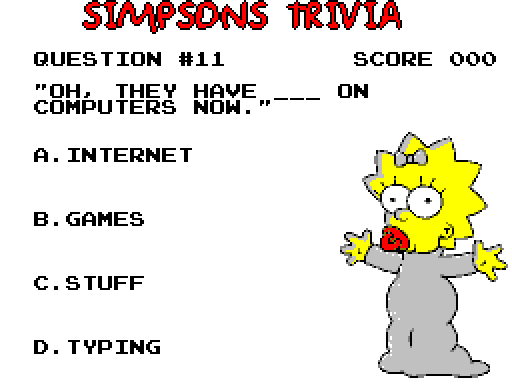 SIMPSONS TRIVIA
QUESTION #11 SCORE 000
"OH, THEY HAVE ___ ON
COMPUTERS NOW."
A.INTERNET
B.GAMES
C.STUFF
D.TYPING